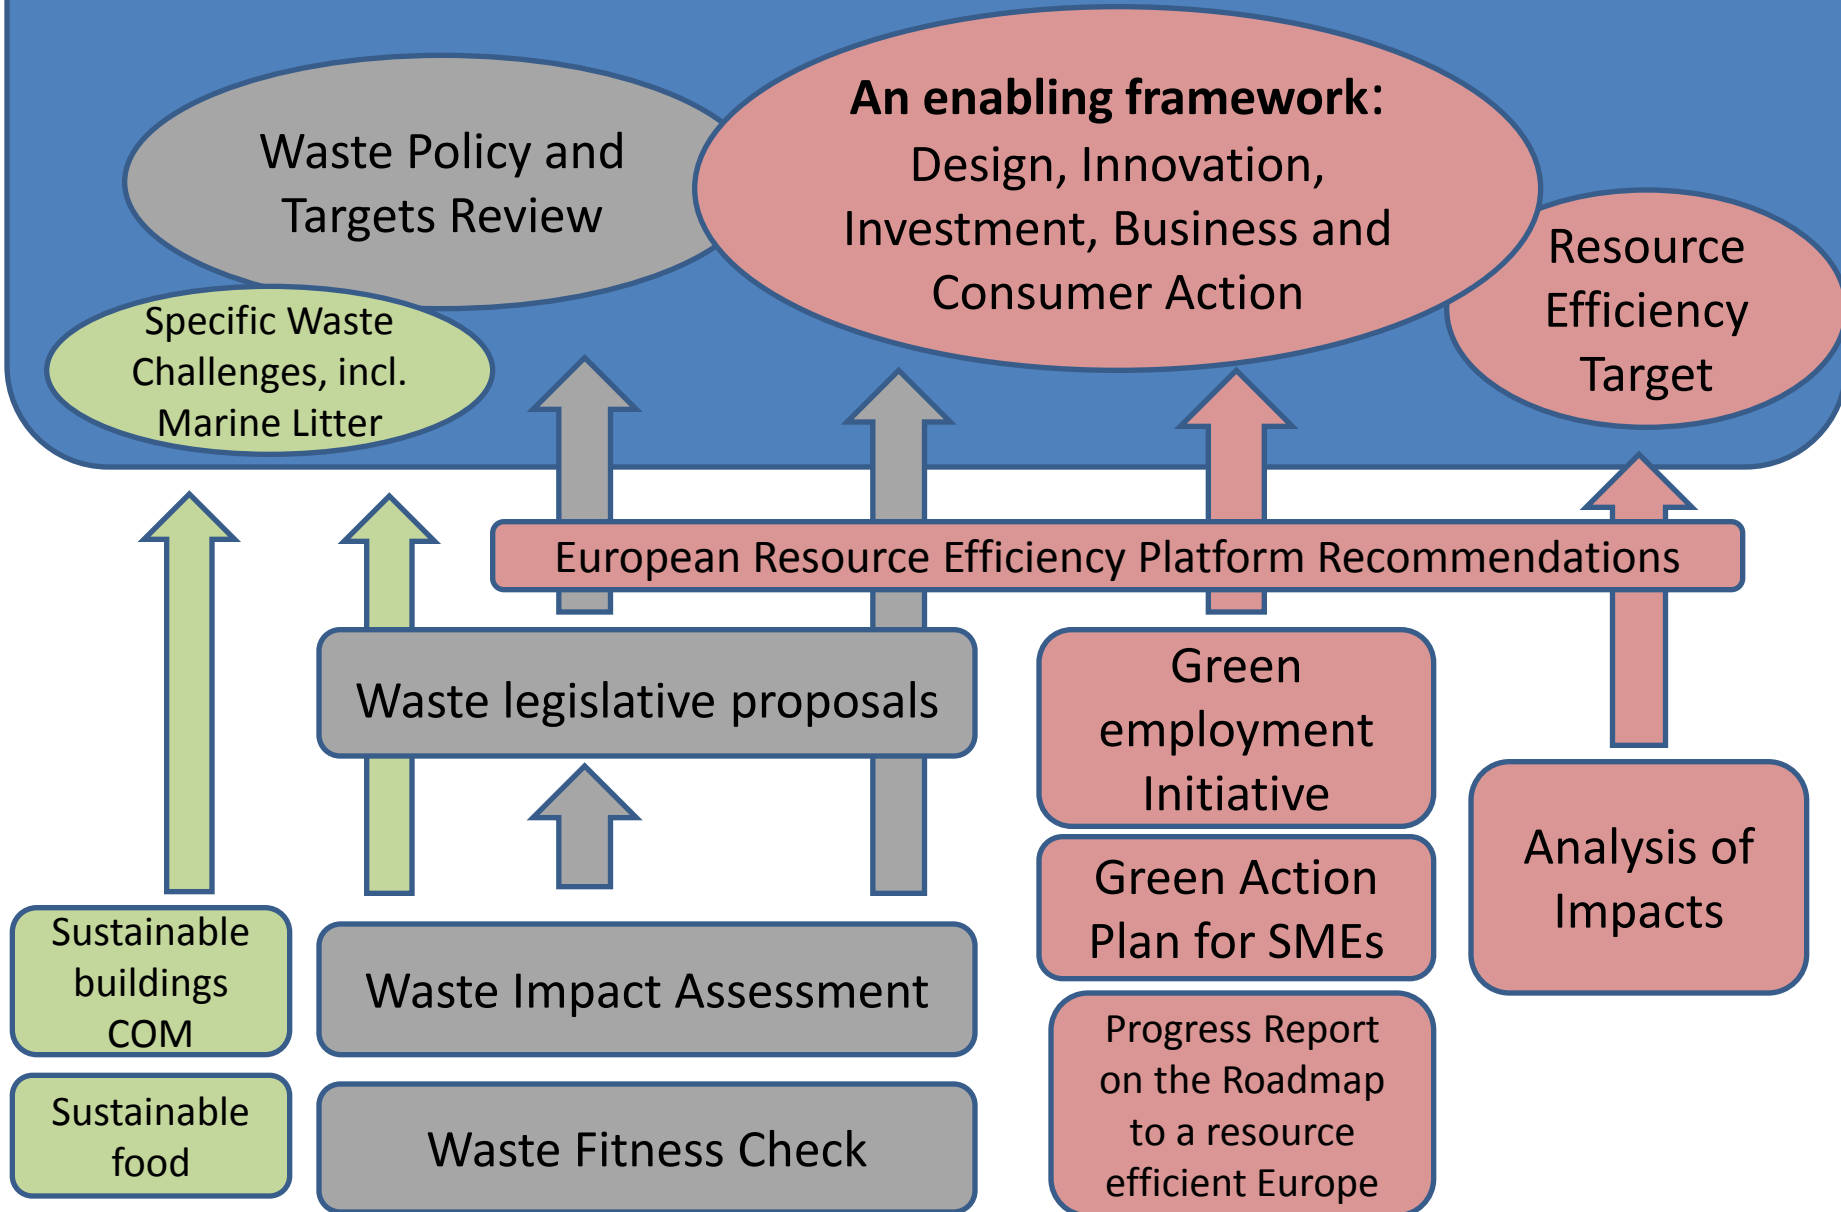 Waste Policy and
Targets Review
An enabling framework:
Design, Innovation,
Investment, Business and
Consumer Action
Resource
Efficiency
Target
Specific Waste
Challenges, incl.
Marine Litter
European Resource Efficiency Platform Recommendations
Waste legislative proposals
Green
employment
Initiative
Green Action
Plan for SMEs
Analysis of
Impacts
Sustainable
buildings
COM
Waste Impact Assessment
Progress Report
on the Roadmap
to a resource
efficient Europe
Sustainable
food
Waste Fitness Check